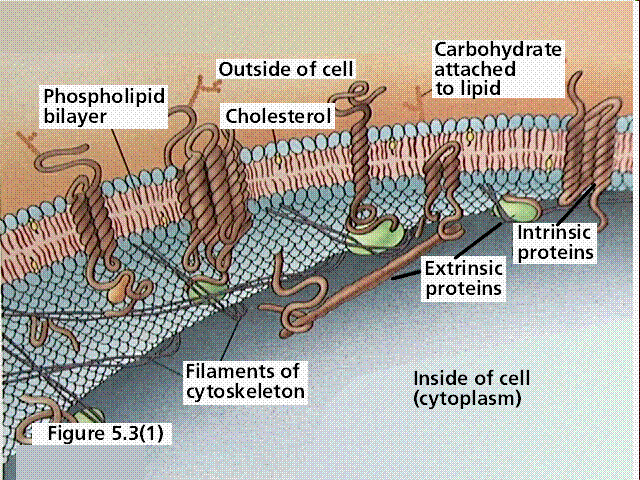 Carbohydrate
attached
to lipid
Outside of cell
Phospholipid
bilayer
Cholesterol
Intrinsic
proteins
Extrinsic
proteins
Filaments of
cytoskeleton
Inside of cell
(cytoplasm)
Figure 5.3(1)